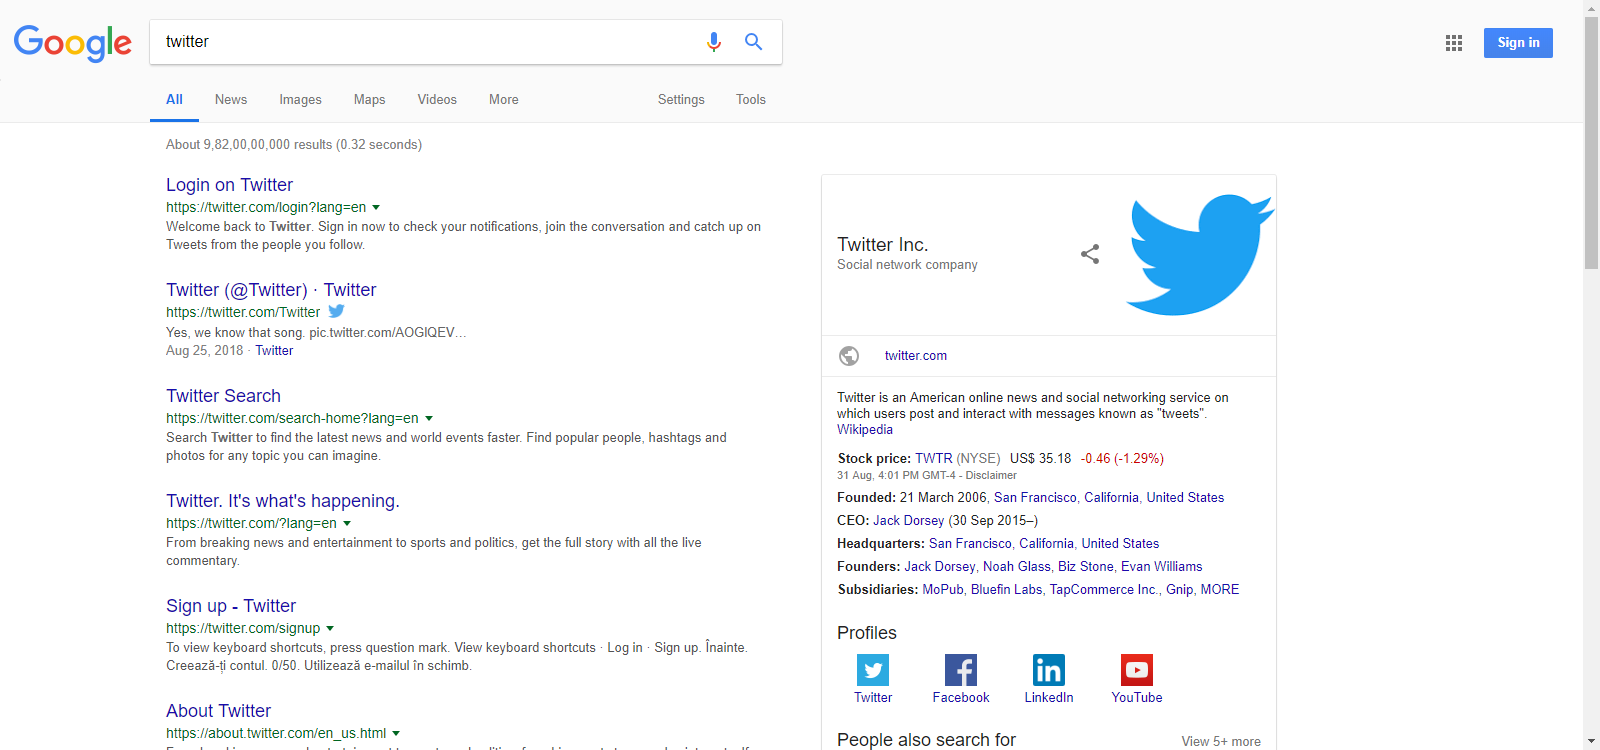 Google
twitter
Sign in
All News Images Maps Videos More Settings Tools
About 9,82,00,00,000 results (0.32 seconds)
Login on Twitter
https://twitter.com/login?lang=en
Welcome back to Twitter. Sign in now to check your notifications, join the conversation and catch up on
Tweets from the people you follow.
Twitter (@Twitter) · Twitter
https://twitter.com/Twitter
Yes, we know that song. pic.twitter.com/AOGIQEV…
Aug 25, 2018 · Twitter
Twitter Search
https://twitter.com/search-home?lang=en
Search Twitter to find the latest news and world events faster. Find popular people, hashtags and
photos for any topic you can imagine.
Twitter. It's what's happening.
https://twitter.com/?lang=en
From breaking news and entertainment to sports and politics, get the full story with all the live
commentary.
Sign up - Twitter
https://twitter.com/signup
To view keyboard shortcuts, press question mark. View keyboard shortcuts · Log in · Sign up. Înainte.
Creează-ți contul. 0/50. Utilizează e-mailul în schimb.
About Twitter
https://about.twitter.com/en_us.html
Twitter Inc.
Social network company
twitter.com
Twitter is an American online news and social networking service on
which users post and interact with messages known as "tweets".
Wikipedia
Stock price: TWTR (NYSE) US$ 35.18 -0.46 (-1.29%)
31 Aug, 4:01 PM GMT-4 - Disclaimer
Founded: 21 March 2006, San Francisco, California, United States
CEO: Jack Dorsey (30 Sep 2015–)
Headquarters: San Francisco, California, United States
Founders: Jack Dorsey, Noah Glass, Biz Stone, Evan Williams
Subsidiaries: MoPub, Bluefin Labs, TapCommerce Inc., Gnip, MORE
Profiles
Twitter Facebook LinkedIn YouTube
People also search for View 5+ more